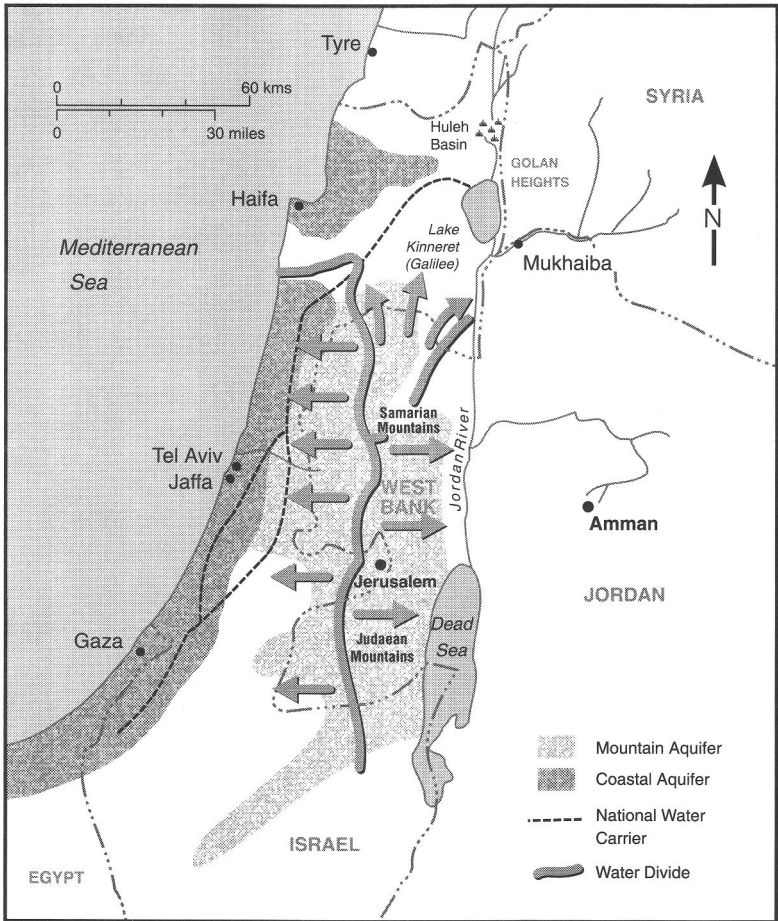 Tyre
0 60 kms
0 30 miles
SYRIA
Huleh
Basin
GOLAN
HEIGHTS
N
Haifa
Lake
Kinneret
(Galilee)
Mukhaiba
Mediterranean
Sea
Samarian
Mountains
Jordan River
Tel Aviv
Jaffa
WEST
BANK
Amman
Jerusalem
JORDAN
Gaza
Dead
Sea
Judaean
Mountains
Mountain Aquifer
Coastal Aquifer
National Water
Carrier
Water Divide
ISRAEL
EGYPT